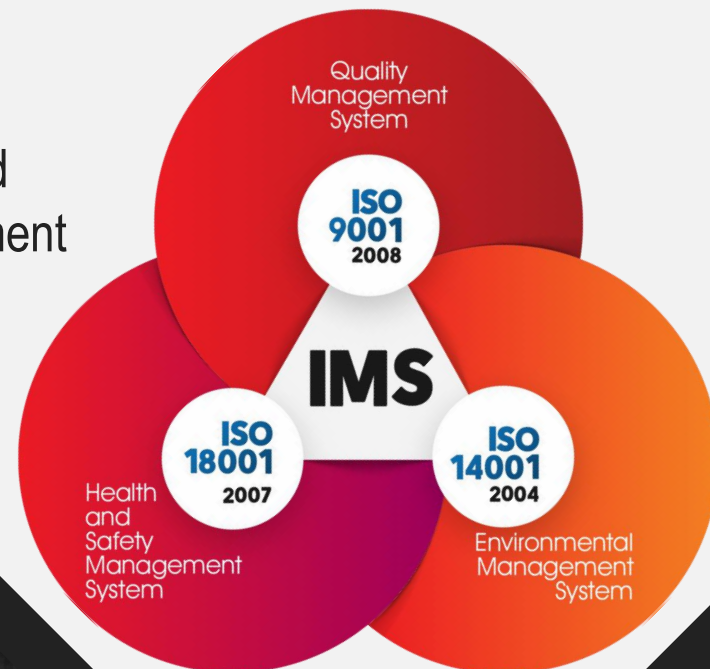 Quality
Management
System
ISO
9001
2008
IMS
ISO
18001
2007
ISO
14001
2004
Health
and
Safety
Management
System
Environmental
Management
System